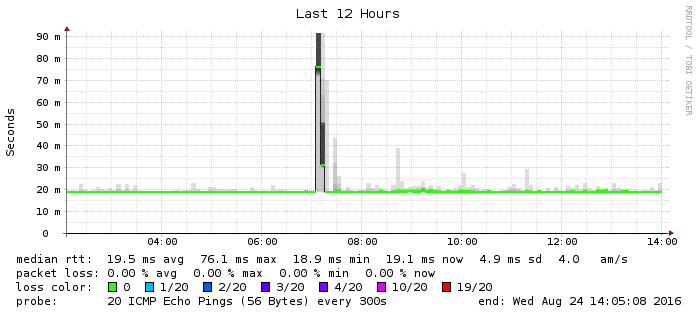 Last 12 Hours
RRDTOOL / TOBI OETIKER
Seconds
90 m
80 m
70 m
60 m
50 m
40 m
30 m
20 m
10 m
0
04:00 06:00 08:00 10:00 12:00 14:00
median rtt: 19.5 ms avg 76.1 ms max 18.9 ms min 19.1 ms now 4.9 ms sd 4.0 am/s
packet loss: 0.00 % avg 0.00 % max 0.00 % min 0.00 % now
loss color: 0 1/20 2/20 3/20 4/20 10/20 19/20
probe: 20 ICMP Echo Pings (56 Bytes) every 300s end: Wed Aug 24 14:05:08 2016